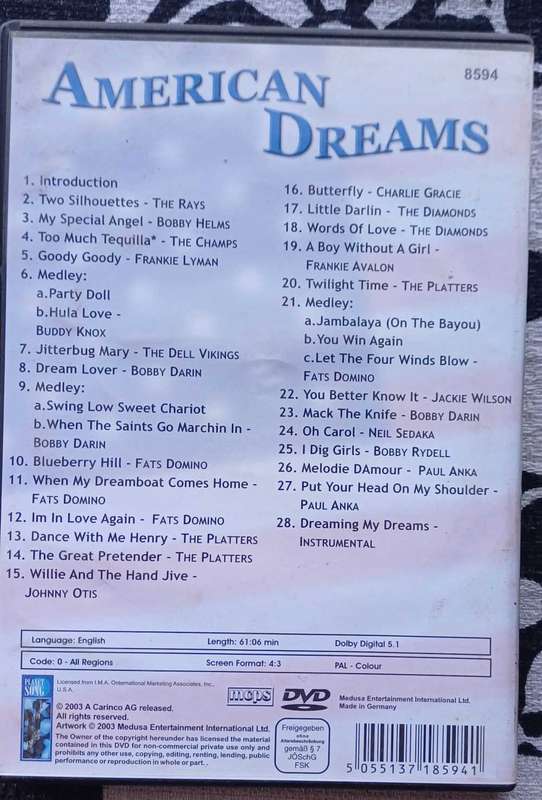 8594
AMERICAN
DREAMS
1. Introduction
2. Two Silhouettes - THE RAYS
3. My Special Angel - BOBBY HELMS
4. Too Much Tequilla* - THE CHAMPS
5. Goody Goody - FRANKIE LYMAN
6. Medley:
a.Party Doll
b.Hula Love -
BUDDY KNOX
7. Jitterbug Mary - THE DELL VIKINGS
8. Dream Lover - BOBBY DARIN
9. Medley:
a.Swing Low Sweet Chariot
b.When The Saints Go Marchin In -
BOBBY DARIN
10. Blueberry Hill - FATS DOMINO
11. When My Dreamboat Comes Home -
FATS DOMINO
12. Im In Love Again - FATS DOMINO
13. Dance With Me Henry - THE PLATTERS
14. The Great Pretender - THE PLATTERS
15. Willie And The Hand Jive -
JOHNNY OTIS
16. Butterfly - CHARLIE GRACIE
17. Little Darlin - THE DIAMONDS
18. Words Of Love - THE DIAMONDS
19. A Boy Without A Girl -
FRANKIE AVALON
20. Twilight Time - THE PLATTERS
21. Medley:
a.Jambalaya (On The Bayou)
b.You Win Again
c.Let The Four Winds Blow -
FATS DOMINO
22. You Better Know It - JACKIE WILSON
23. Mack The Knife - BOBBY DARIN
24. Oh Carol - NEIL SEDAKA
25. I Dig Girls - BOBBY RYDELL
26. Melodie DAmour - PAUL ANKA
27. Put Your Head On My Shoulder -
PAUL ANKA
28. Dreaming My Dreams -
INSTRUMENTAL
Language: English Length: 61:06 min Dolby Digital 5.1
Code: 0 - All Regions Screen Format: 4:3 PAL - Colour
PLANET
SONG
Licensed from I.M.A. (International Marketing Associates, Inc.,
U.S.A.
© 2003 A Carinco AG released.
All rights reserved.
Artwork © 2003 Medusa Entertainment International Ltd.
The Owner of the copyright hereunder has licensed the material
contained in this DVD for non-commercial private use only and
prohibits any other use, copying, editing, renting, lending, public
performance or reproduction in whole or part.
mcps
DVD
Medusa Entertainment International Ltd.
Made in Germany
Freigegeben
ohne
Altersbeschränkung
gemäß § 7
JÖSchG
FSK
5 055137 185941